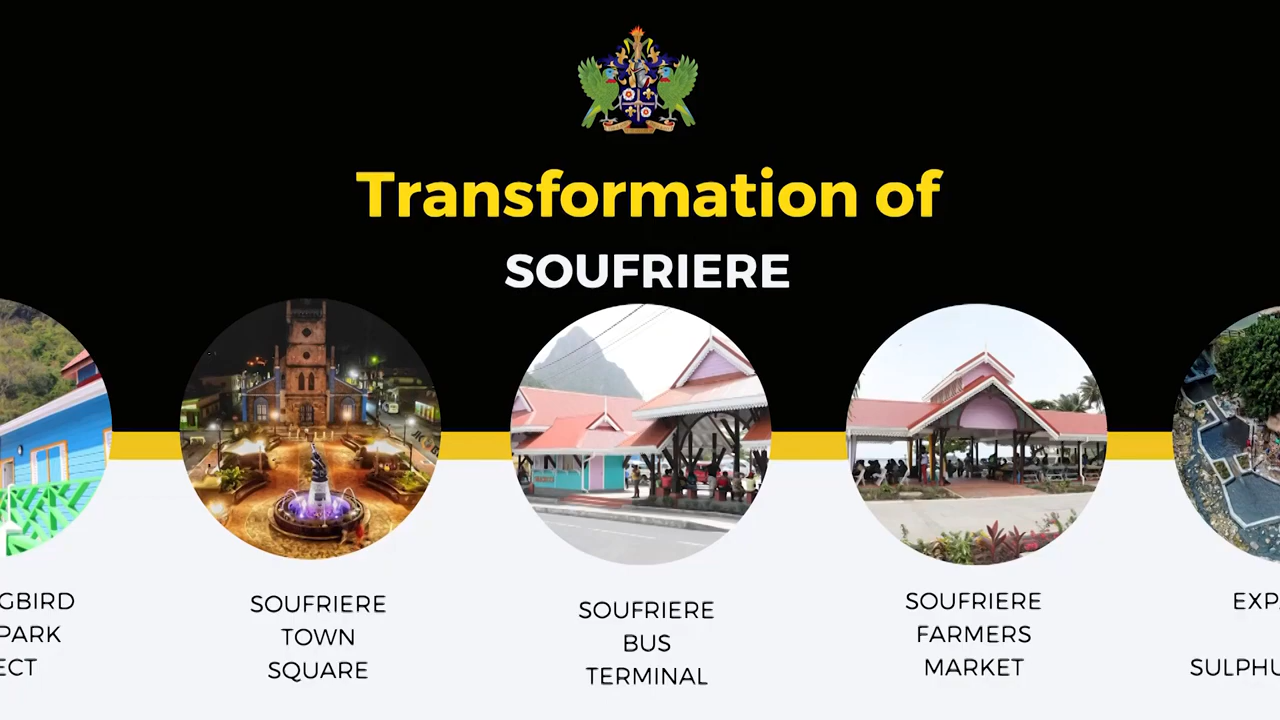 Transformation of
SOUFRIERE
GBIRD
PARK
ECT
SOUFRIERE
TOWN
SQUARE
SOUFRIERE
BUS
TERMINAL
SOUFRIERE
FARMERS
MARKET
EXP
SULPHU